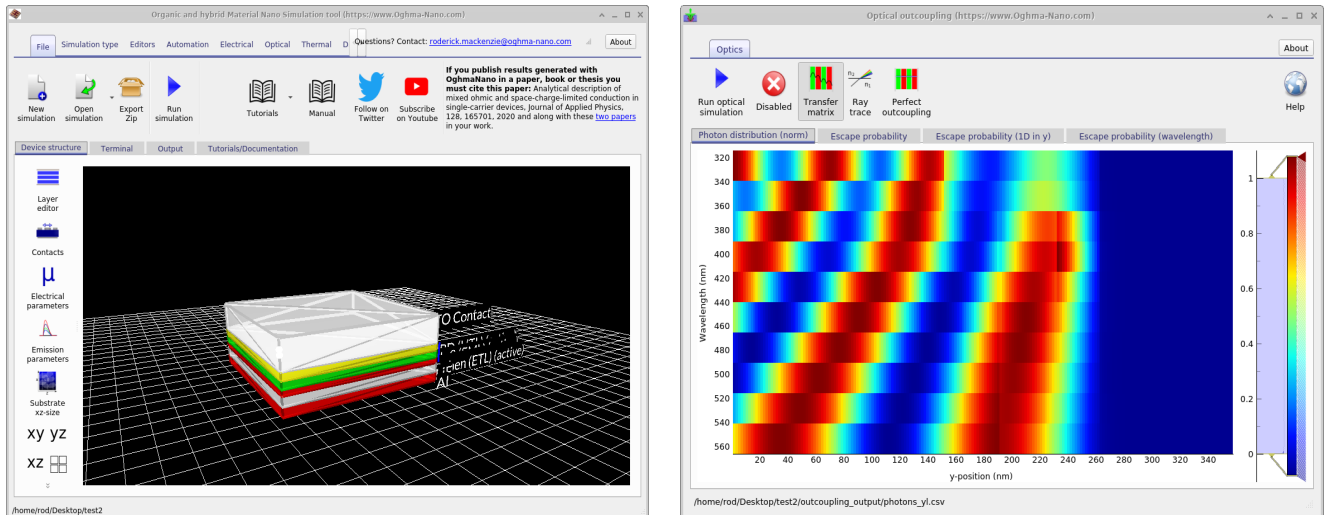 Organic and hybrid Material Nano Simulation tool (https://www.Oghma-Nano.com)
File Simulation type Editors Automation Electrical Optical Thermal D Questions? Contact: roderick.mackenzie@oghma-nano.com About
New simulation
Open simulation
Export Zip
Run simulation
Tutorials
Manual
Follow on Twitter
Subscribe on Youtube
If you publish results generated with
OghmaNano in a paper, book or thesis you
must cite this paper: Analytical description of
mixed ohmic and space-charge-limited conduction in
single-carrier devices, Journal of Applied Physics,
128, 165701, 2020 and along with these two papers
in your work.
Device structure Terminal Output Tutorials/Documentation
Layer
editor
Contacts
μ
Electrical
parameters
Emission
parameters
Substrate
xz-size
xy yz
xz
O Contact
(ETL) (active)
Al
/home/rod/Desktop/test2
Optical outcoupling (https://www.Oghma-Nano.com)
Optics About
Run optical simulation
Disabled
Transfer matrix
Ray trace
Perfect outcoupling
Help
Photon distribution (norm) Escape probability Escape probability (1D in y) Escape probability (wavelength)
Wavelength (nm)
320
340
360
380
400
420
440
460
480
500
520
540
560
20 40 60 80 100 120 140 160 180 200 220 240 260 280 300 320 340
y-position (nm)
1
0.8
0.6
0.4
0.2
0
/home/rod/Desktop/test2/outcoupling_output/photons_yl.csv